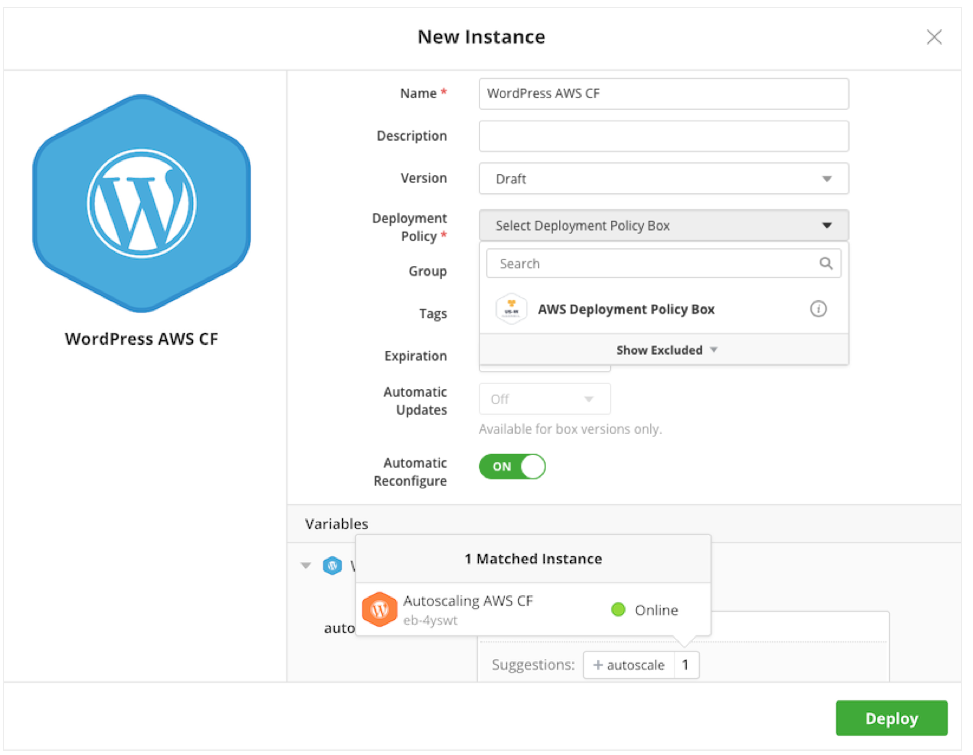 New Instance
WordPress AWS CF
Name *
WordPress AWS CF
Description
Version
Draft
Deployment
Policy *
Select Deployment Policy Box
Search
Group
AWS Deployment Policy Box
Tags
Show Excluded
Expiration
Automatic
Updates
Off
Available for box versions only.
Automatic
Reconfigure
ON
Variables
1 Matched Instance
Autoscaling AWS CF
eb-4yswt
Online
auto
Suggestions:
+ autoscale
1
Deploy